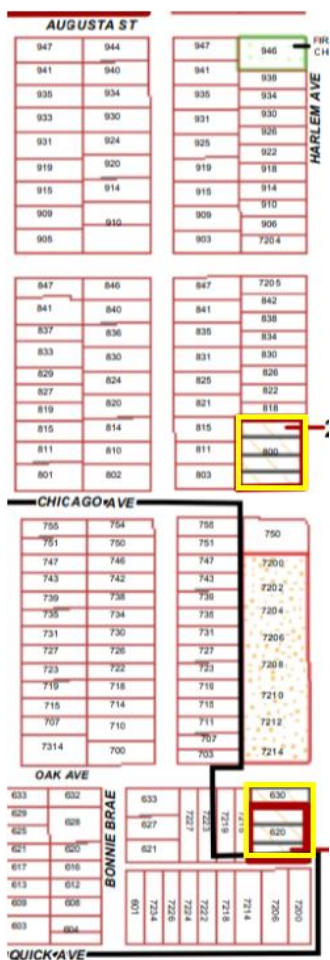 AUGUSTA ST
947 944 947 946 FIR
CH
941 940 941 938
935 934 935 934
933 930 931 930
931 924 925 926
919 920 919 922
915 914 915 918
909 910 909 914
905 903 910
906
7204
HARLEM AVE
847 846 847 7205
841 840 841 842
837 836 835 838
833 830 831 834
829 824 825 830
827 820 821 826
819 814 815 822
815 810 811 818
811 802 803 800
801
2
CHICAGO AVE
755 754 755 750
751 750 751 7200
747 746 747 7202
743 742 743 7204
739 738 739 7206
735 734 735 7208
731 730 731 7210
727 726 727 7212
723 722 723 7214
719 718 719
715 714 715
707 710 711
7314 700 707
703
OAK AVE
633 632 633 630
629 628 627 620
625 620 621
621 616 7227
617 612 7223
613 608 7219
609 604
603
BONNIE BRAE
601 7234 7226 7224 7222 7218 7214 7206 7200
QUICK AVE